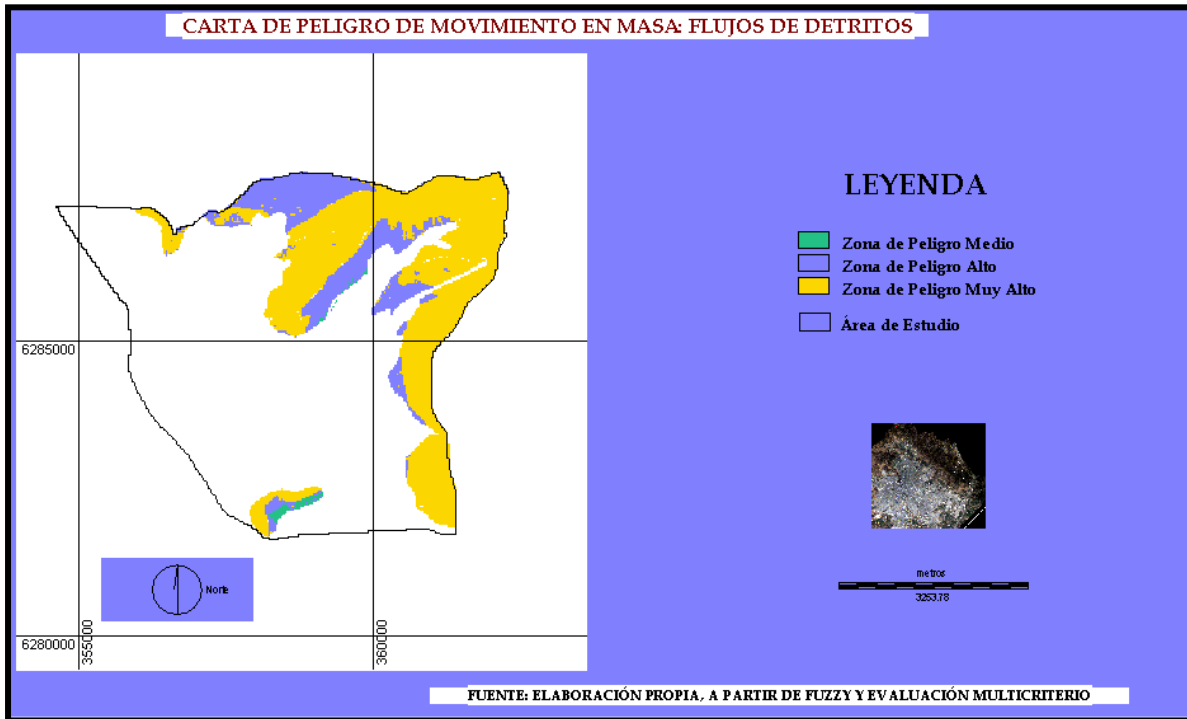 CARTA DE PELIGRO DE MOVIMIENTO EN MASA: FLUJOS DE DETRITOS
LEYENDA
Zona de Peligro Medio
Zona de Peligro Alto
Zona de Peligro Muy Alto
Área de Estudio
6285000
metros
3253.78
Norte
6280000
355000
360000
FUENTE: ELABORACIÓN PROPIA, A PARTIR DE FUZZY Y EVALUACIÓN MULTICRITERIO